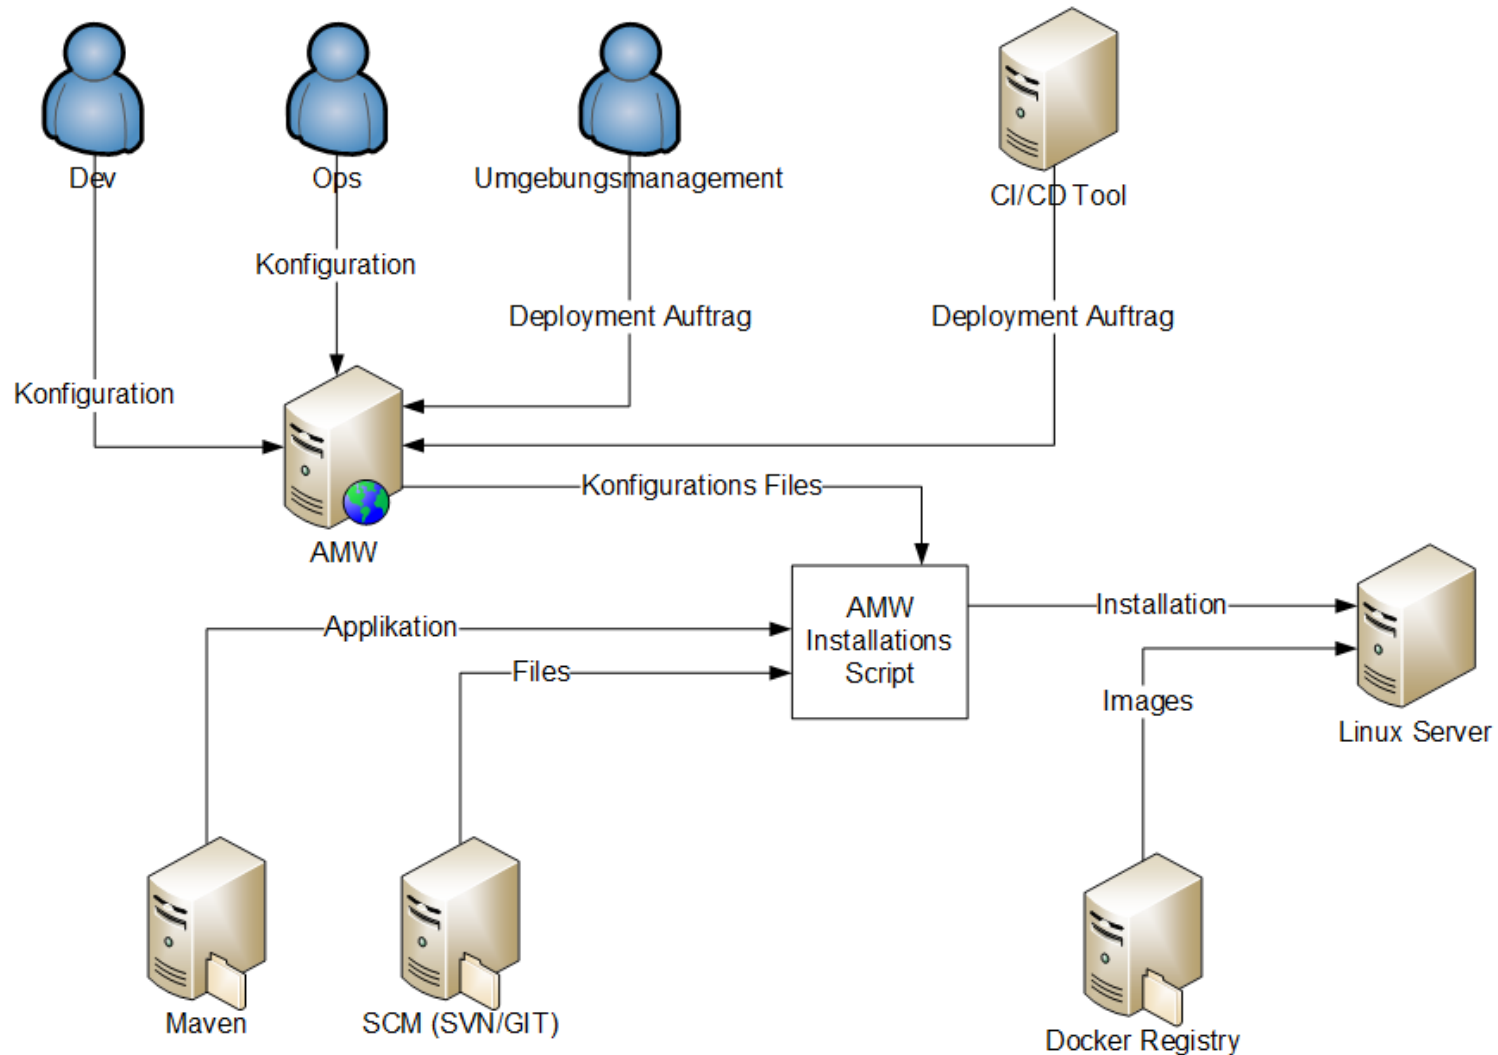 Dev
Ops
Umgebungsmanagement
CI/CD Tool
Konfiguration
Deployment Auftrag
Deployment Auftrag
Konfiguration
Konfigurations Files
AMW
AMW
Installations
Script
Installation
Applikation
Files
Images
Linux Server
Maven
SCM (SVN/GIT)
Docker Registry